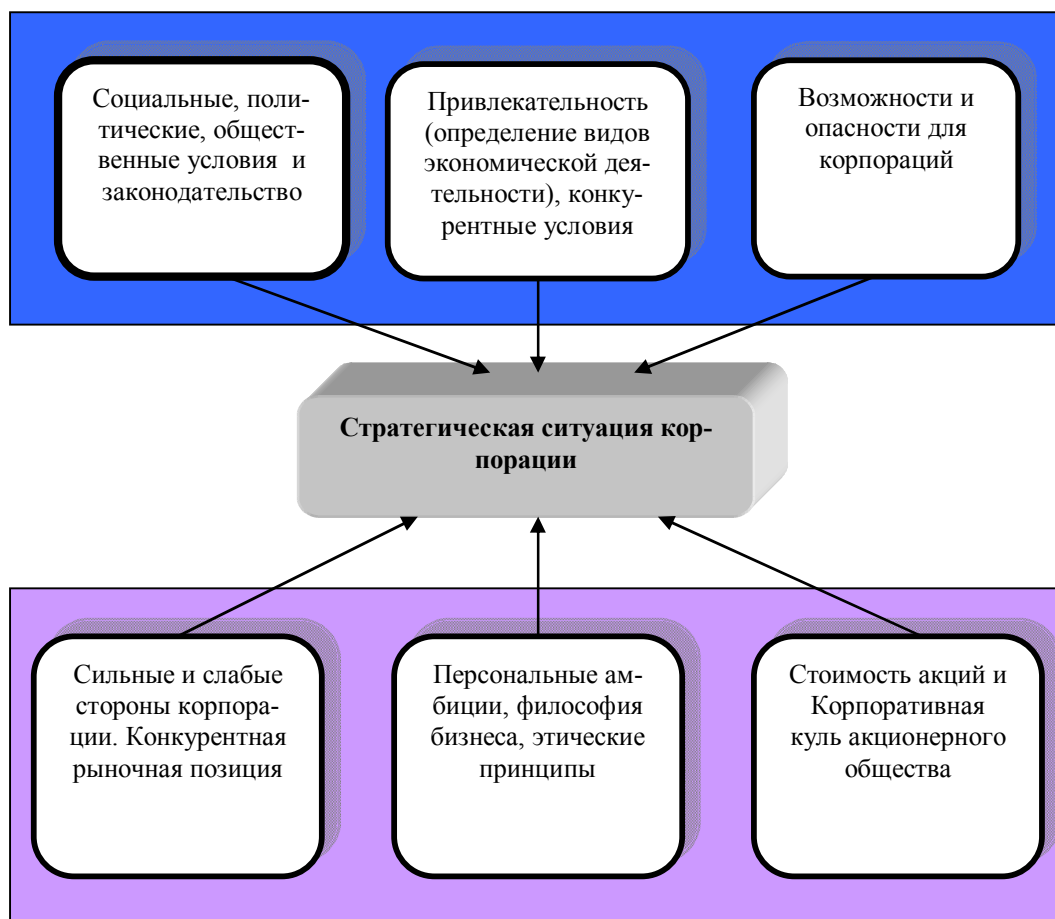 Социальные, поли-
тические, общест-
венные условия  и
законодательство
Привлекательность
(определение видов
экономической дея-
тельности), конку-
рентные условия
Возможности и
опасности для
корпораций
Стратегическая ситуация кор-
порации
Сильные и слабые
стороны корпора-
ции. Конкурентная
рыночная позиция
Персональные ам-
биции, философия
бизнеса, этические
принципы
Стоимость акций и
Корпоративная
куль акционерного
общества